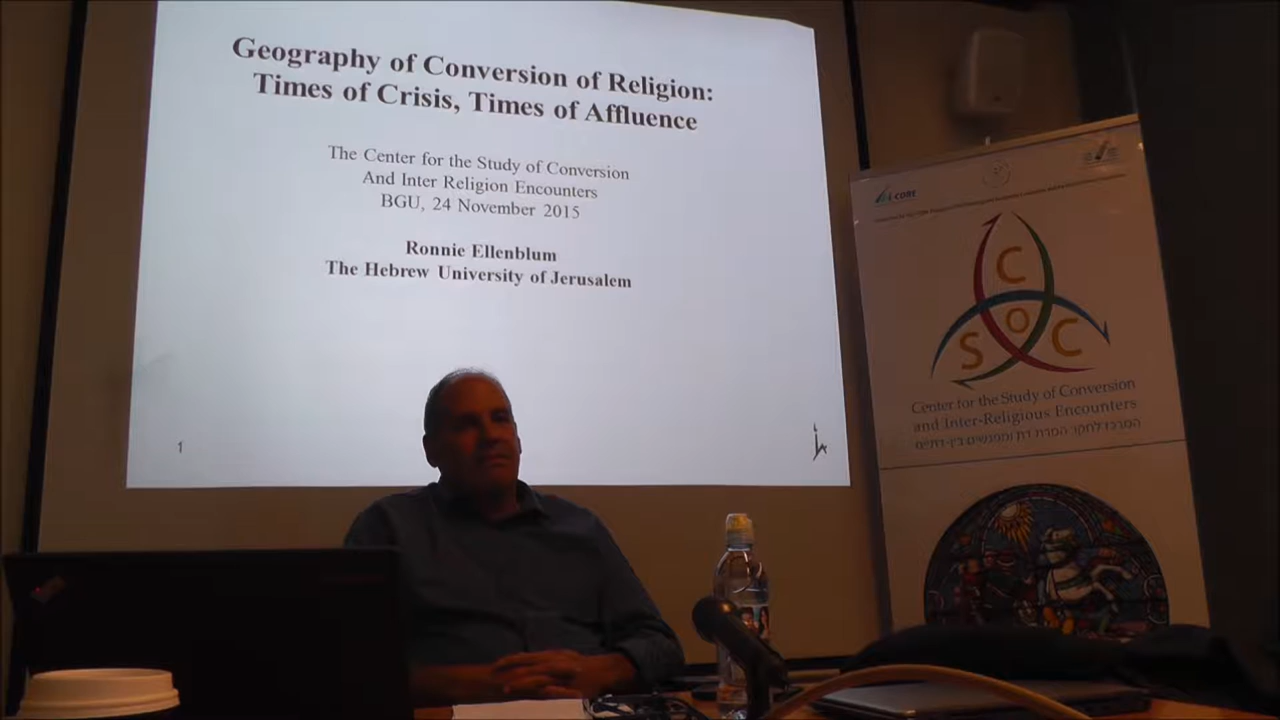 Geography of Conversion of Religion:
Times of Crisis, Times of Affluence
The Center for the Study of Conversion
And Inter Religion Encounters
BGU, 24 November 2015
Ronnie Ellenblum
The Hebrew University of Jerusalem
1
I-CORE
C
S O C
Center for the Study of Conversion
and Inter-Religious Encounters
המרכז לחקר המרת דת ומפגשים בין-דתיים